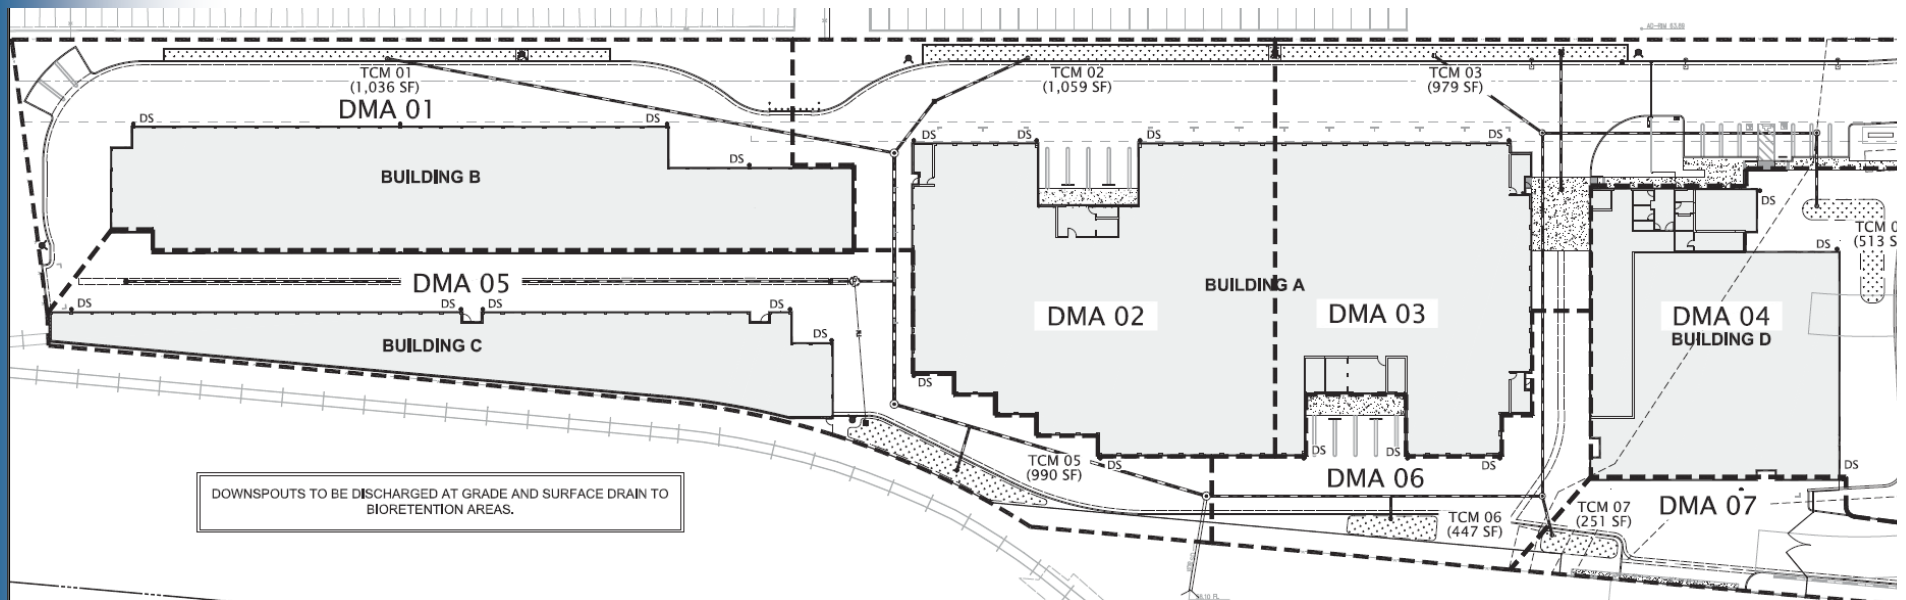 TCM 01
(1,036 SF)
DMA 01
TCM 02
(1,059 SF)
TCM 03
(979 SF)
DS
DS
DS
DS
DS
DS
DS
BUILDING B
DS
DS
TCM 0
(513 S
DMA 05
BUILDING A
DS
DS
DS
DS
DS
BUILDING C
DMA 02
DMA 03
DMA 04
BUILDING D
DS
DS
DS
DS
DS
DS
TCM 05
(990 SF)
DMA 06
DMA 07
DOWNSPOUTS TO BE DISCHARGED AT GRADE AND SURFACE DRAIN TO
BIORETENTION AREAS.
TCM 06
(447 SF)
TCM 07
(251 SF)